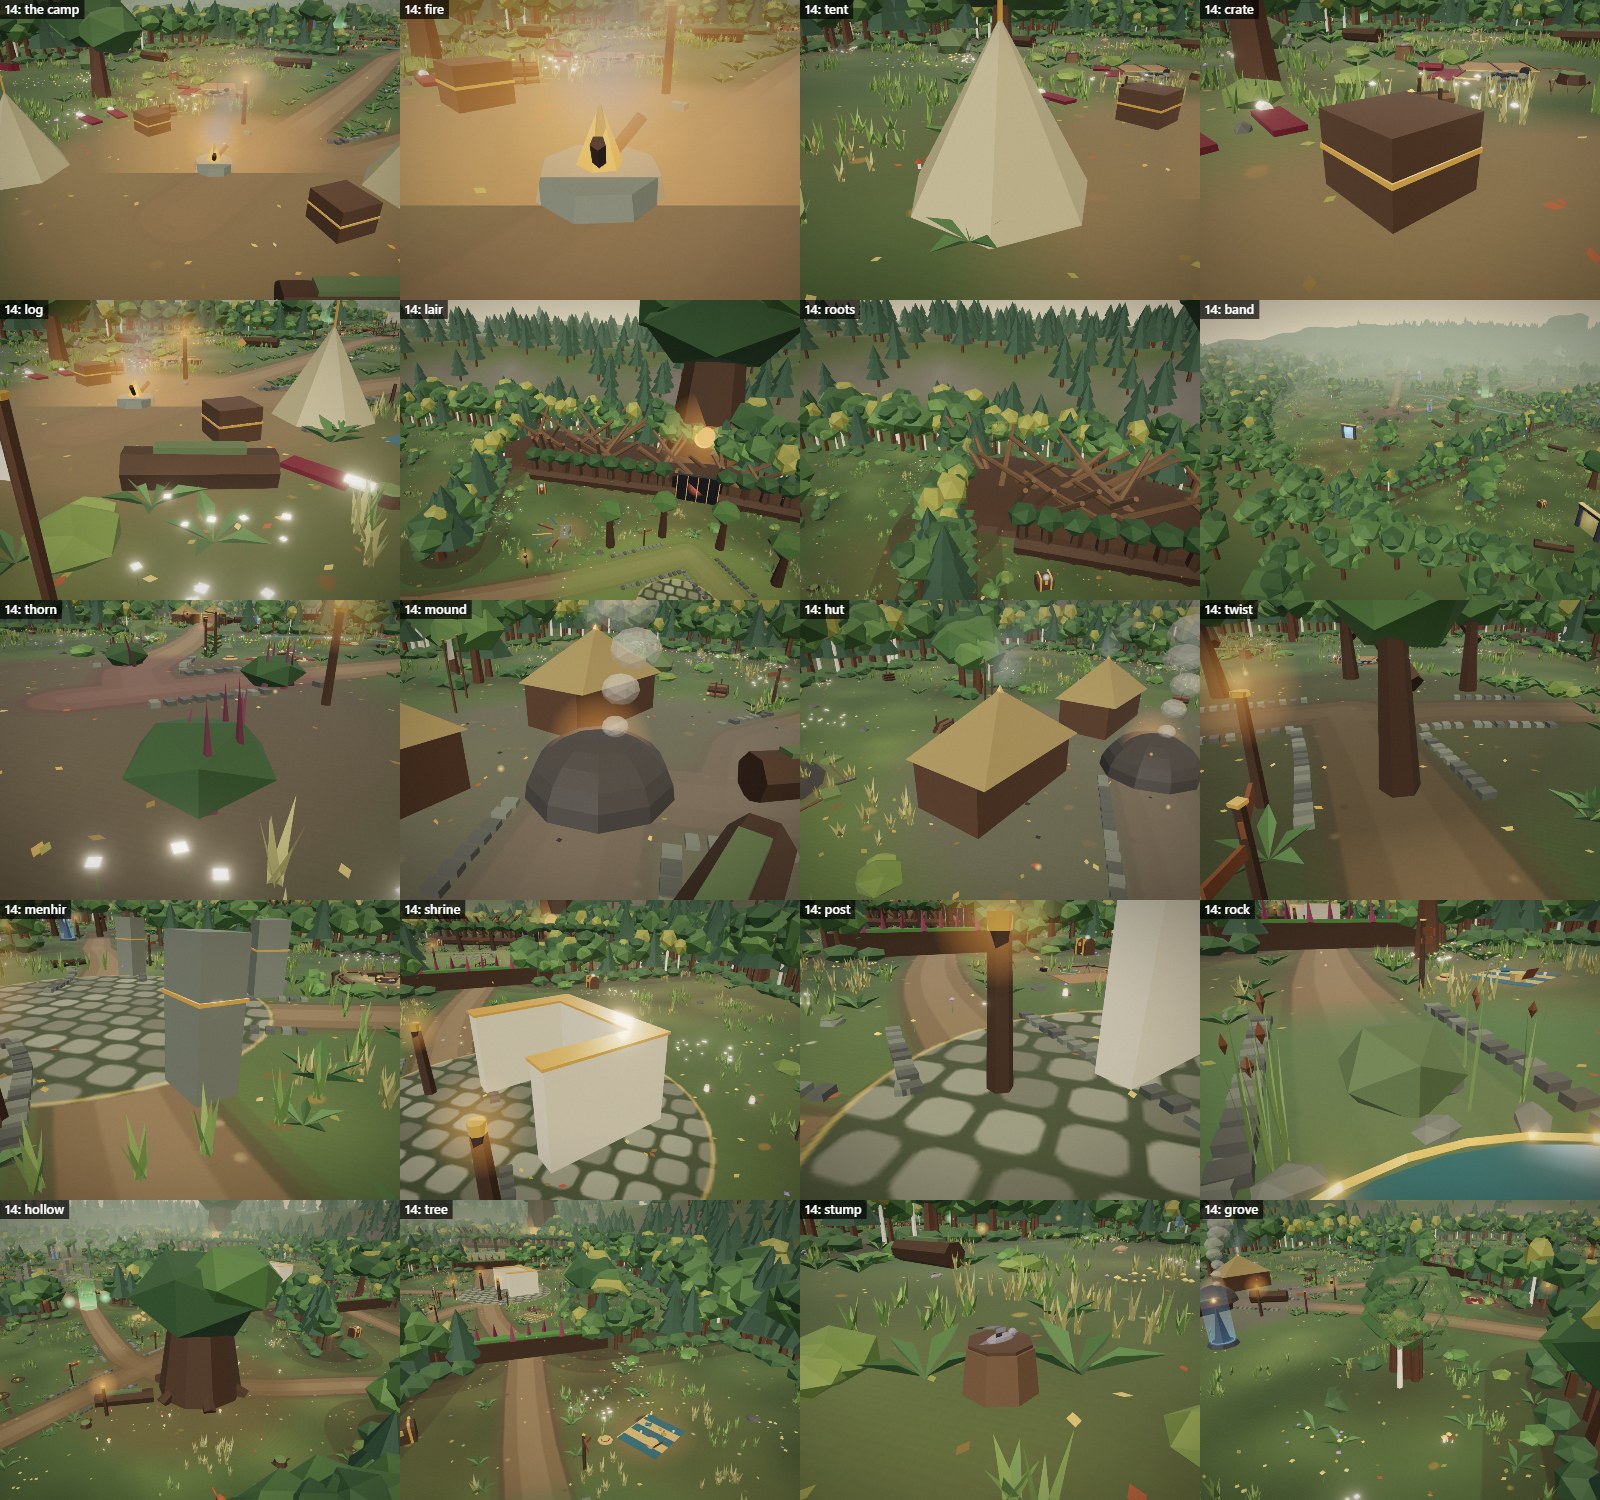 14: the camp
14: fire
14: tent
14: crate
14: log
14: lair
14: roots
14: band
14: thorn
14: mound
14: hut
14: twist
14: menhir
14: shrine
14: post
14: rock
14: hollow
14: tree
14: stump
14: grove